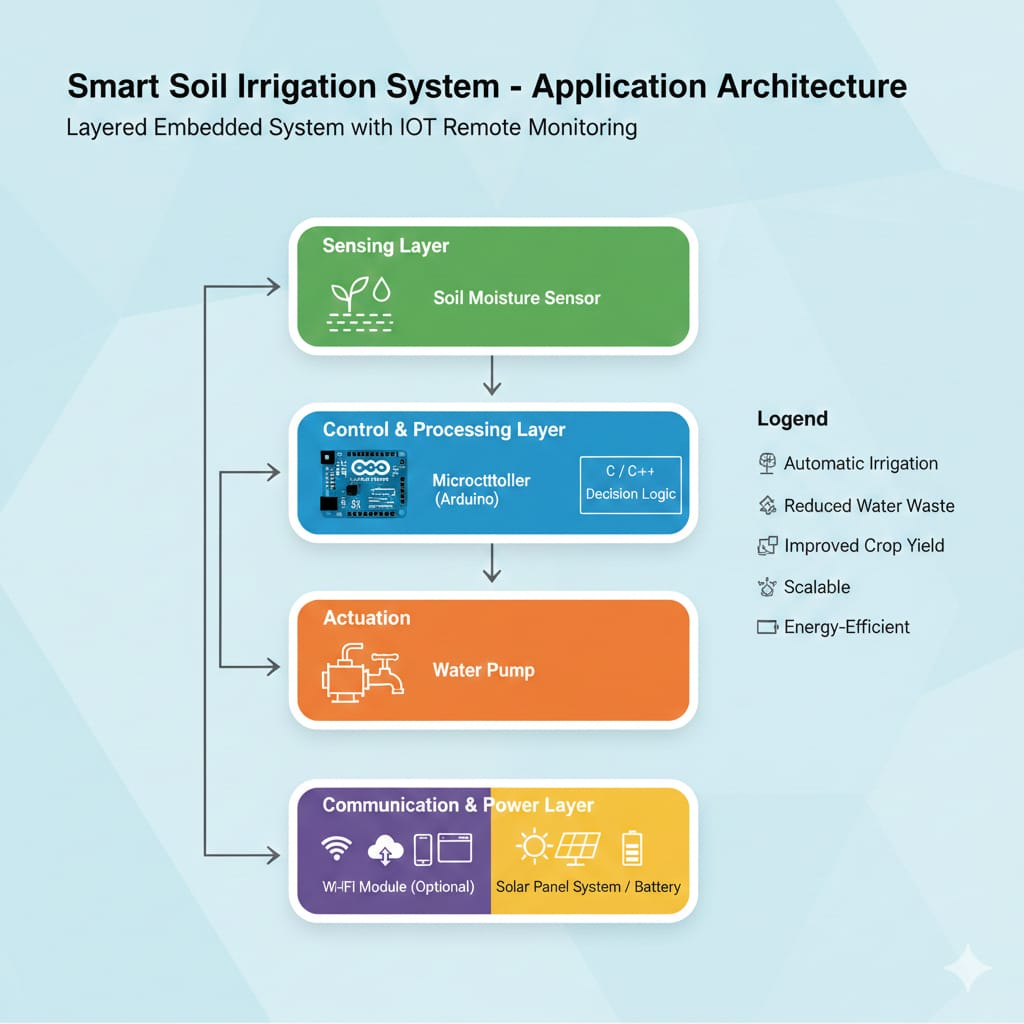 Smart Soil Irrigation System - Application Architecture
Layered Embedded System with IOT Remote Monitoring
Sensing Layer
Soil Moisture Sensor
Control & Processing Layer
Microctttoller
(Arduino)
C / C++
Decision Logic
Actuation
Water Pump
Communication & Power Layer
Wi-IFI Module (Optional)
Solar Panel System / Battery
Logend
Automatic Irrigation
Reduced Water Waste
Improved Crop Yield
Scalable
Energy-Efficient